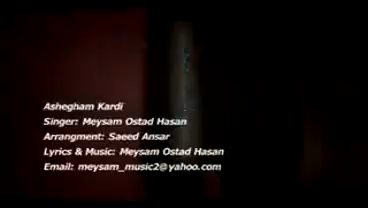 Ashegham Kardi
Singer: Meysam Ostad Hasan
Arrangment: Saeed Ansar
Lyrics & Music: Meysam Ostad Hasan
Email: meysam_music2@yahoo.com